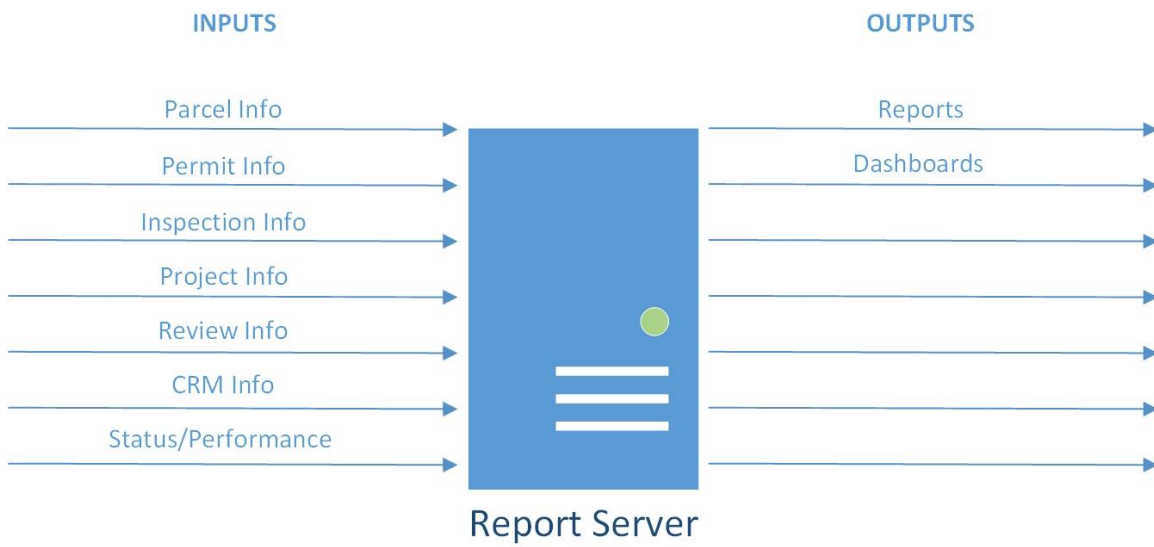 INPUTS
OUTPUTS
Parcel Info
Reports
Permit Info
Dashboards
Inspection Info
Project Info
Review Info
CRM Info
Status/Performance
Report Server